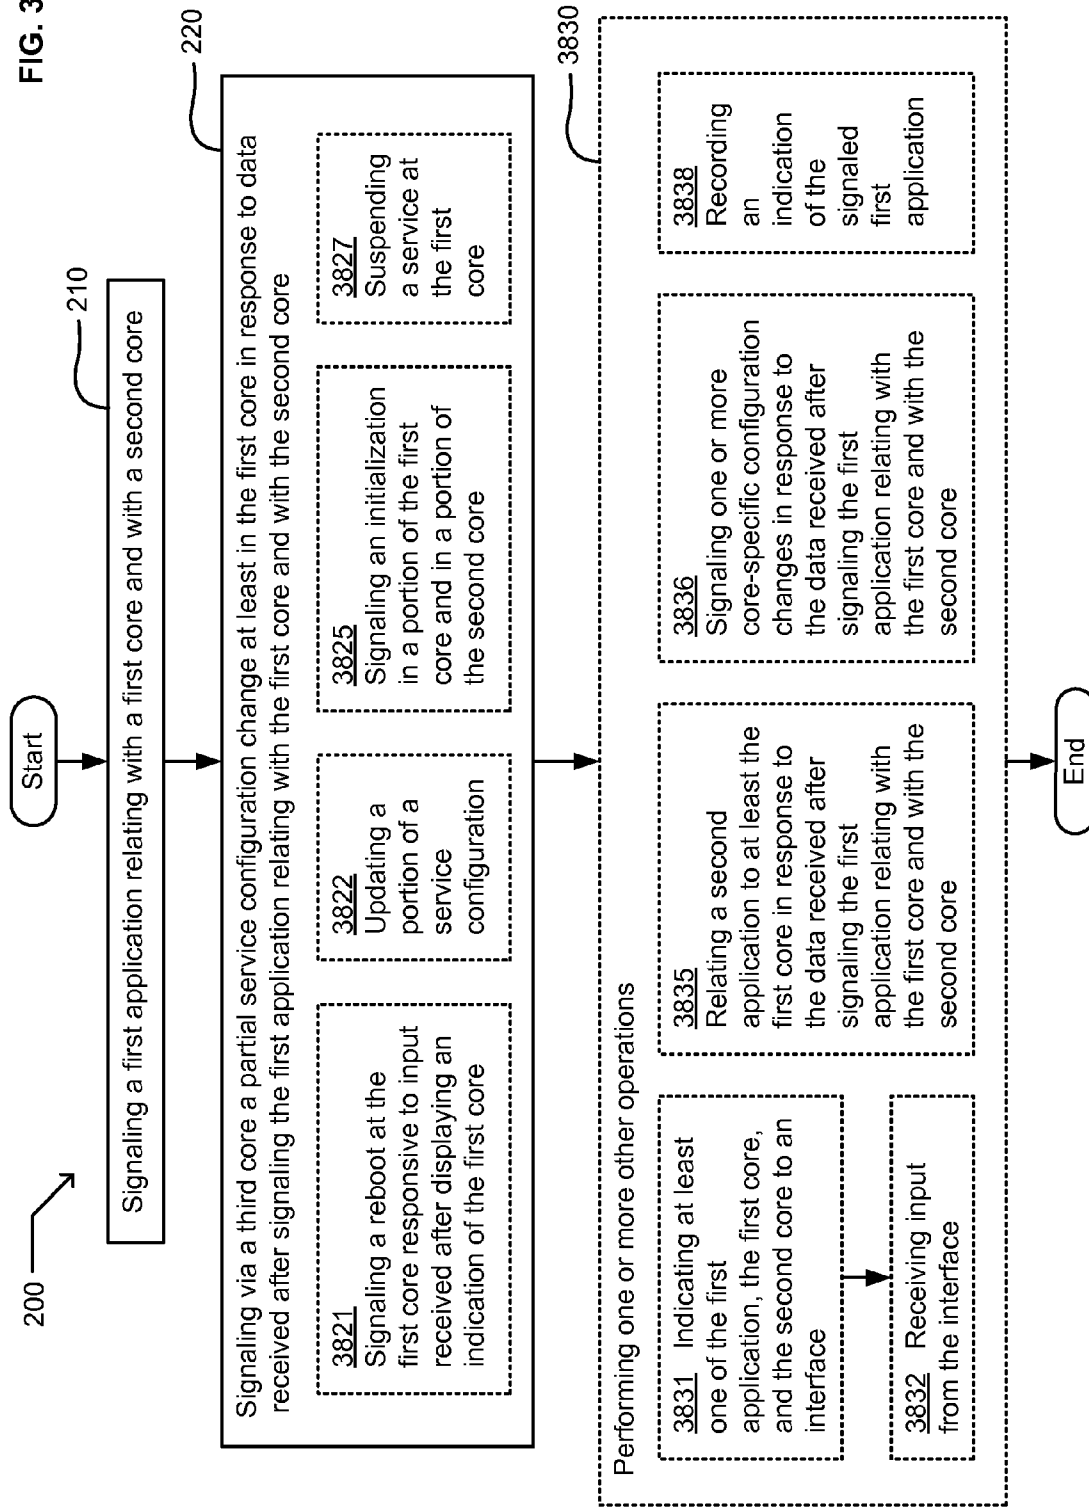 FIG. 3
200
Start
210
Signaling a first application relating with a first core and with a second core
220
Signaling via a third core a partial service configuration change at least in the first core in response to data
received after signaling the first application relating with the first core and with the second core
3821
Signaling a reboot at the
first core responsive to input
received after displaying an
indication of the first core
3822
Updating a
portion of a
service
configuration
3825
Signaling an initialization
in a portion of the first
core and in a portion of
the second core
3827
Suspending
a service at
the first
core
3830
Performing one or more other operations
3831 Indicating at least
one of the first
application, the first core,
and the second core to an
interface
3832 Receiving input
from the interface
3835
Relating a second
application to at least the
first core in response to
the data received after
signaling the first
application relating with
the first core and with the
second core
3836
Signaling one or more
core-specific configuration
changes in response to
the data received after
signaling the first
application relating with
the first core and with the
second core
3838
Recording
an
indication
of the
signaled
first
application
End